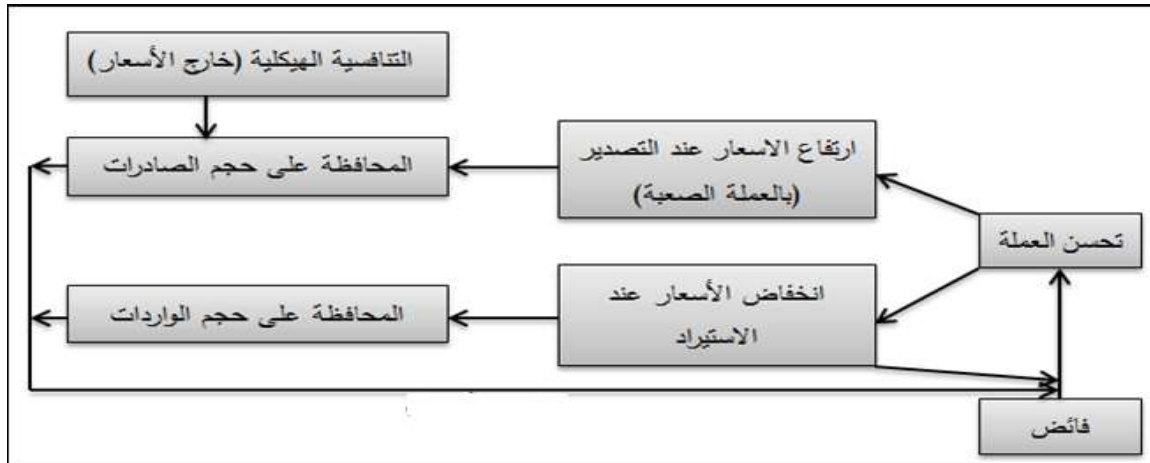 التنافسية الهيكلية (خارج الأسعار)
ارتفاع الاسعار عند التصدير
(بالعملة الصعبة)
المحافظة على حجم الصادرات
تحسن العملة
انخفاض الأسعار عند
الاستيراد
المحافظة على حجم الواردات
فائض